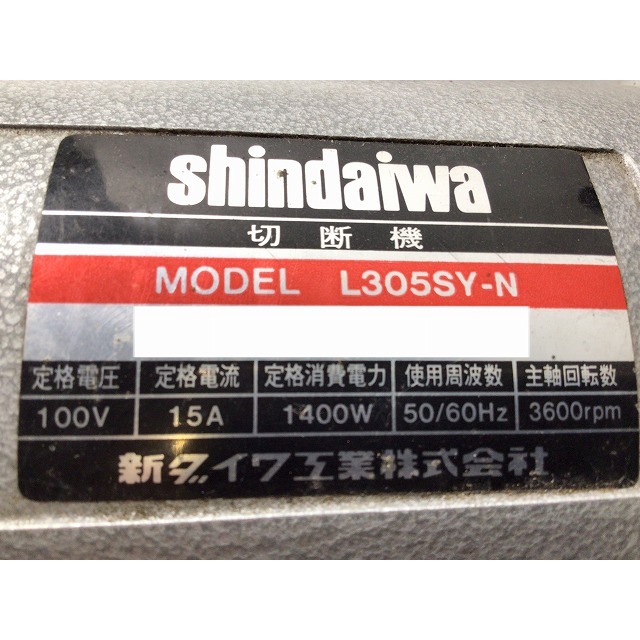 shindaiwa
切断機
MODEL L305SY-N
定格電圧 定格電流 定格消費電力 使用周波数 主軸回転数
100V 15A 1400W 50/60Hz 3600rpm
新ダイワ工業株式会社